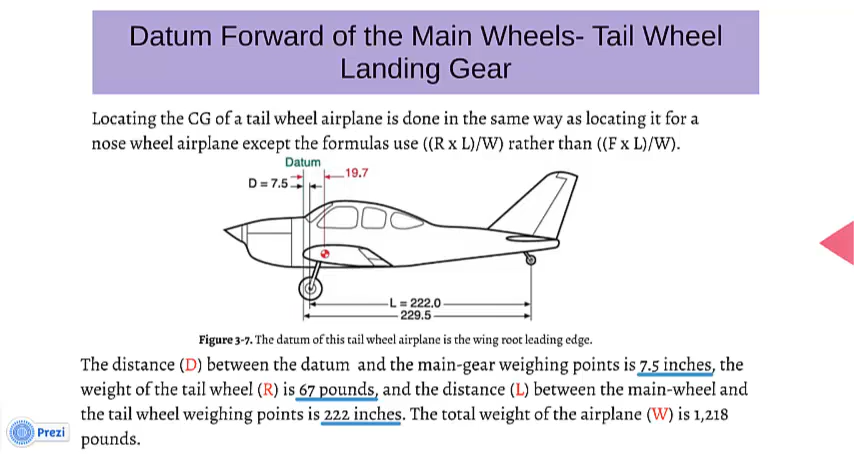 Datum Forward of the Main Wheels- Tail Wheel
Landing Gear
Locating the CG of a tail wheel airplane is done in the same way as locating it for a
nose wheel airplane except the formulas use ((R x L)/W) rather than ((F x L)/W).
Datum
19.7
D = 7.5
L = 222.0
229.5
Figure 3-7. The datum of this tail wheel airplane is the wing root leading edge.
The distance (D) between the datum and the main-gear weighing points is 7.5 inches, the
weight of the tail wheel (R) is 67 pounds, and the distance (L) between the main-wheel and
the tail wheel weighing points is 222 inches. The total weight of the airplane (W) is 1,218
pounds.
Prezi